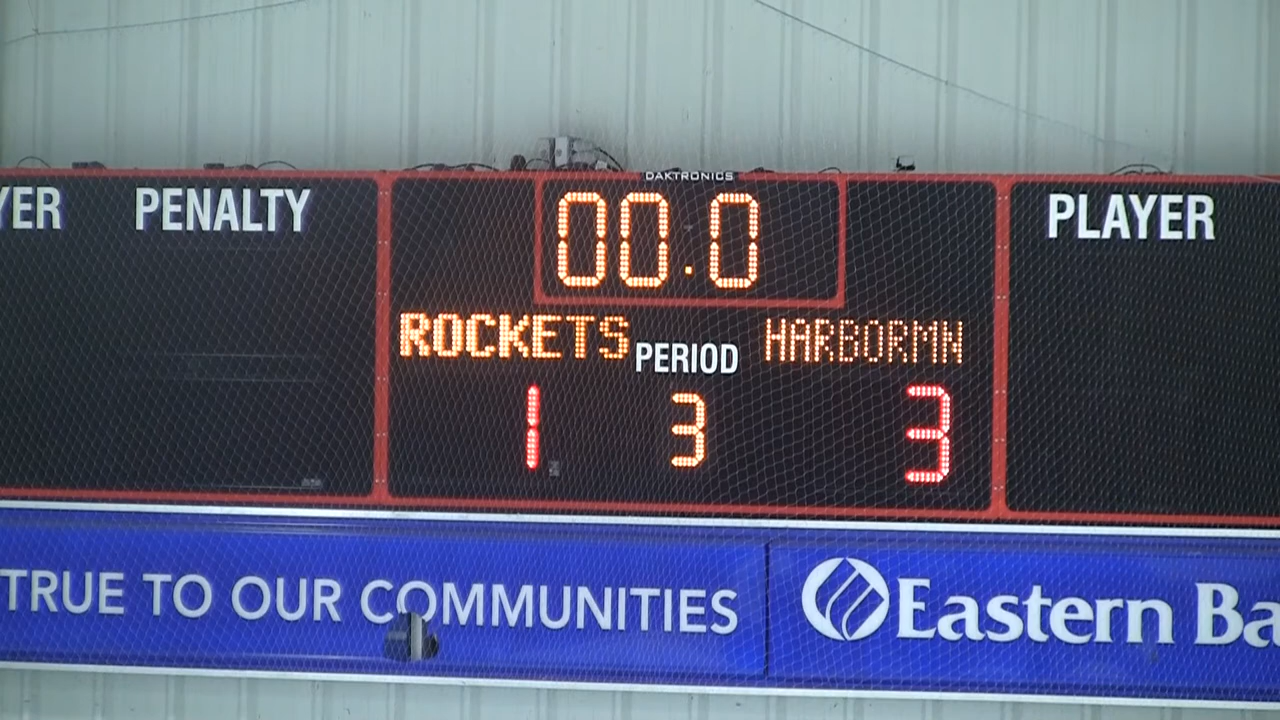 DAKTRONICS
YER PENALTY 00.0 PLAYER
ROCKETS PERIOD HARBORMN
1 3 3
TRUE TO OUR COMMUNITIES Eastern Ba